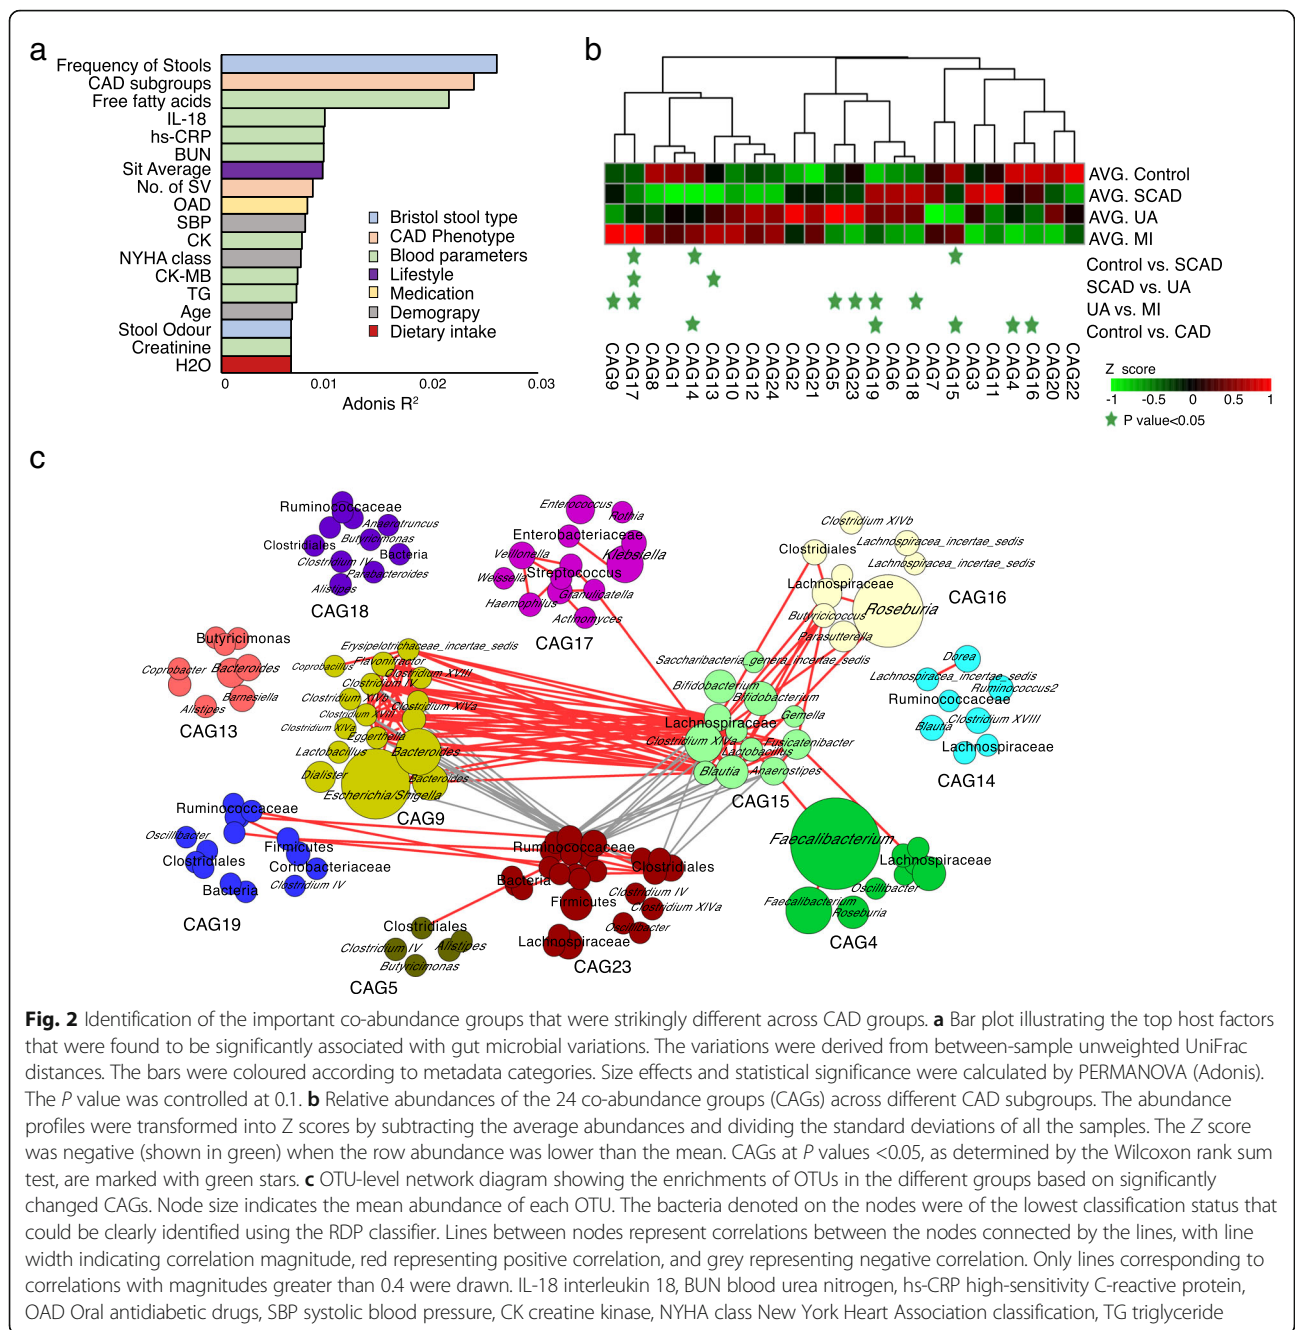 a
Frequency of Stools
CAD subgroups
Free fatty acids
IL-18
hs-CRP
BUN
Sit Average
No. of SV
OAD
SBP
CK
NYHA class
CK-MB
TG
Age
Stool Odour
Creatinine
H2O
0 0.01 0.02 0.03
Adonis R²
Bristol stool type
CAD Phenotype
Blood parameters
Lifestyle
Medication
Demograpy
Dietary intake
b
AVG. Control
AVG. SCAD
AVG. UA
AVG. MI
Control vs. SCAD
SCAD vs. UA
UA vs. MI
Control vs. CAD
CAG9 CAG17 CAG8 CAG1 CAG14 CAG13 CAG10 CAG12 CAG24 CAG2 CAG21 CAG5 CAG23 CAG19 CAG6 CAG18 CAG7 CAG15 CAG3 CAG11 CAG4 CAG16 CAG20 CAG22
Z score
-1 -0.5 0 0.5 1
P value<0.05
c
Ruminococcaceae
Anaerotruncus
Butyricimonas
Clostridiales
Bacteria
Clostridium IV
Parabacteroides
Alistipes
CAG18
Enterococcus
Rothia
Enterobacteriaceae
Veillonella
Klebsiella
Streptococcus
Weissella
Granulicatella
Haemophilus
Actinomyces
CAG17
Clostridium XIVb
Lachnospiracea_incertae_sedis
Clostridiales
Lachnospiracea_incertae_sedis
Lachnospiraceae
Roseburia
Butyricicoccus
Parasutterella
CAG16
Butyricimonas
Coprobacter
Bacteroides
Barnesiella
Alistipes
CAG13
Erysipelotrichaceae_incertae_sedis
Coprobacillus
Flavonifractor
Clostridium XVIII
Clostridium IV
Clostridium XIVb
Clostridium XIVa
Clostridium XVIII
Clostridium XIVa
Eggerthella
Lactobacillus
Bacteroides
Dialister
Bacteroides
Escherichia/Shigella
CAG9
Saccharibacteria_genera_incertae_sedis
Bifidobacterium
Bifidobacterium
Gemella
Lachnospiraceae
Clostridium XIVa
Fusicatenibacter
Lactobacillus
Blautia
Anaerostipes
CAG15
Dorea
Lachnospiracea_incertae_sedis
Ruminococcus2
Ruminococcaceae
Clostridium XVIII
Blautia
Lachnospiraceae
CAG14
Ruminococcaceae
Oscillibacter
Firmicutes
Clostridiales
Coriobacteriaceae
Clostridium IV
Bacteria
CAG19
Ruminococcaceae
Clostridiales
Bacteria
Clostridium IV
Firmicutes
Clostridium XIVa
Oscillibacter
Lachnospiraceae
CAG23
Faecalibacterium
Lachnospiraceae
Oscillibacter
Faecalibacterium
Roseburia
CAG4
Clostridiales
Clostridium IV
Alistipes
Butyricimonas
CAG5
Fig. 2 Identification of the important co-abundance groups that were strikingly different across CAD groups. a Bar plot illustrating the top host factors
that were found to be significantly associated with gut microbial variations. The variations were derived from between-sample unweighted UniFrac
distances. The bars were coloured according to metadata categories. Size effects and statistical significance were calculated by PERMANOVA (Adonis).
The P value was controlled at 0.1. b Relative abundances of the 24 co-abundance groups (CAGs) across different CAD subgroups. The abundance
profiles were transformed into Z scores by subtracting the average abundances and dividing the standard deviations of all the samples. The Z score
was negative (shown in green) when the row abundance was lower than the mean. CAGs at P values <0.05, as determined by the Wilcoxon rank sum
test, are marked with green stars. c OTU-level network diagram showing the enrichments of OTUs in the different groups based on significantly
changed CAGs. Node size indicates the mean abundance of each OTU. The bacteria denoted on the nodes were of the lowest classification status that
could be clearly identified using the RDP classifier. Lines between nodes represent correlations between the nodes connected by the lines, with line
width indicating correlation magnitude, red representing positive correlation, and grey representing negative correlation. Only lines corresponding to
correlations with magnitudes greater than 0.4 were drawn. IL-18 interleukin 18, BUN blood urea nitrogen, hs-CRP high-sensitivity C-reactive protein,
OAD Oral antidiabetic drugs, SBP systolic blood pressure, CK creatine kinase, NYHA class New York Heart Association classification, TG triglyceride